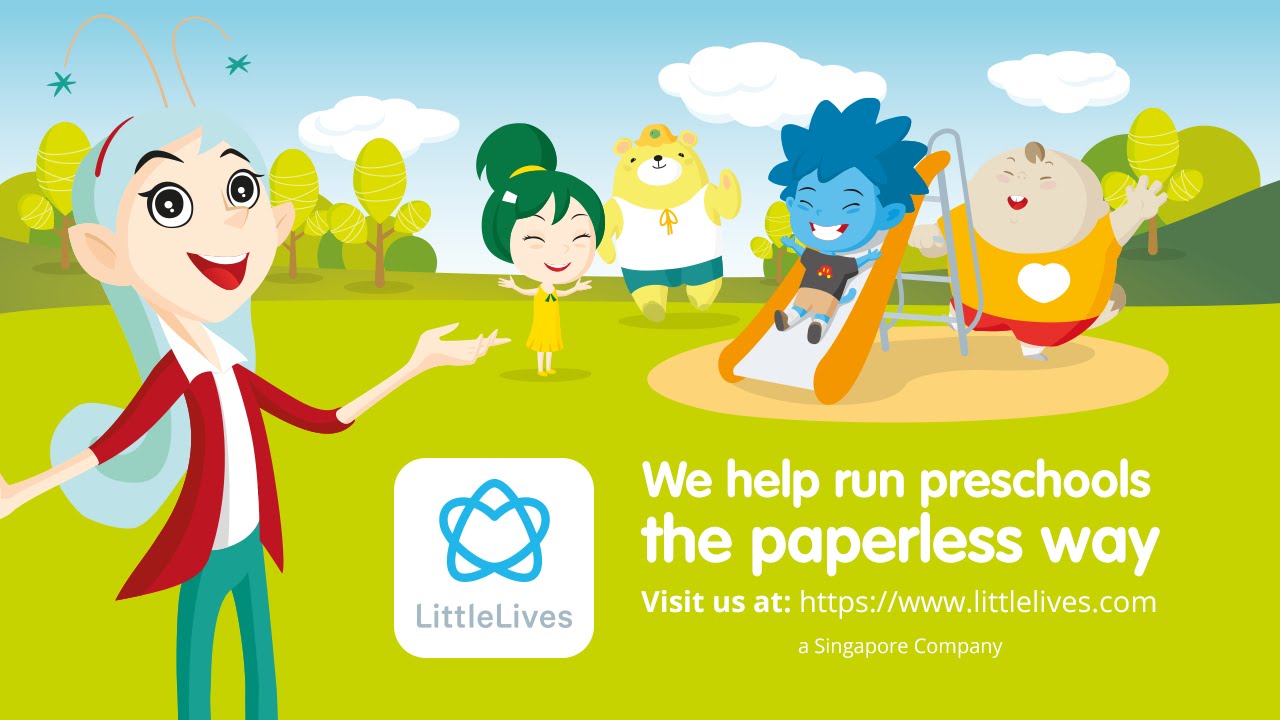 We help run preschools
the paperless way
LittleLives
Visit us at: https://www.littlelives.com
a Singapore Company